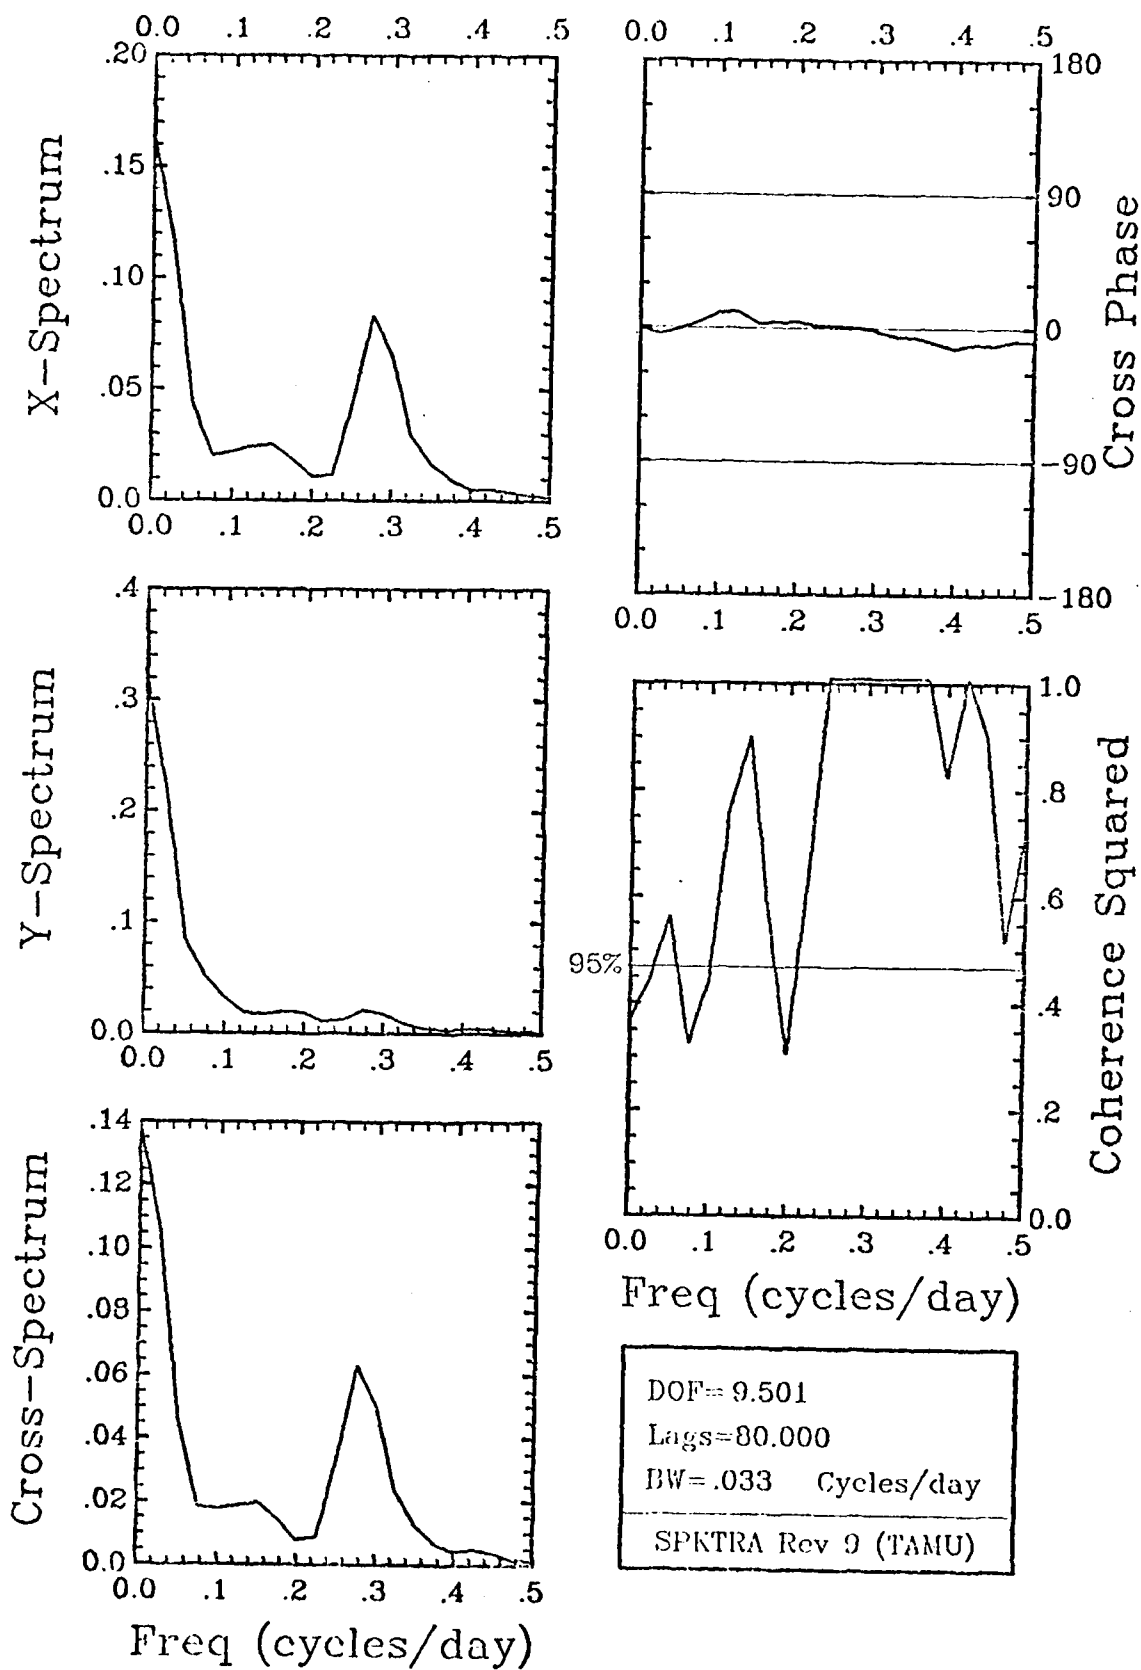 0.0 .1 .2 .3 .4 .5
.20
.15
.10
.05
0.0
X-Spectrum
0.0 .1 .2 .3 .4 .5
.4
.3
.2
.1
0.0
Y-Spectrum
0.0 .1 .2 .3 .4 .5
.14
.12
.10
.08
.06
.04
.02
0.0
Cross-Spectrum
0.0 .1 .2 .3 .4 .5
Freq (cycles/day)
0.0 .1 .2 .3 .4 .5
180
90
0
-90
-180
Cross Phase
0.0 .1 .2 .3 .4 .5
1.0
.8
.6
.4
.2
0.0
95%
Coherence Squared
0.0 .1 .2 .3 .4 .5
Freq (cycles/day)
DOF= 9.501
Lags=80.000
BW= .033 Cycles/day
SPKTRA Rev 9 (TAMU)